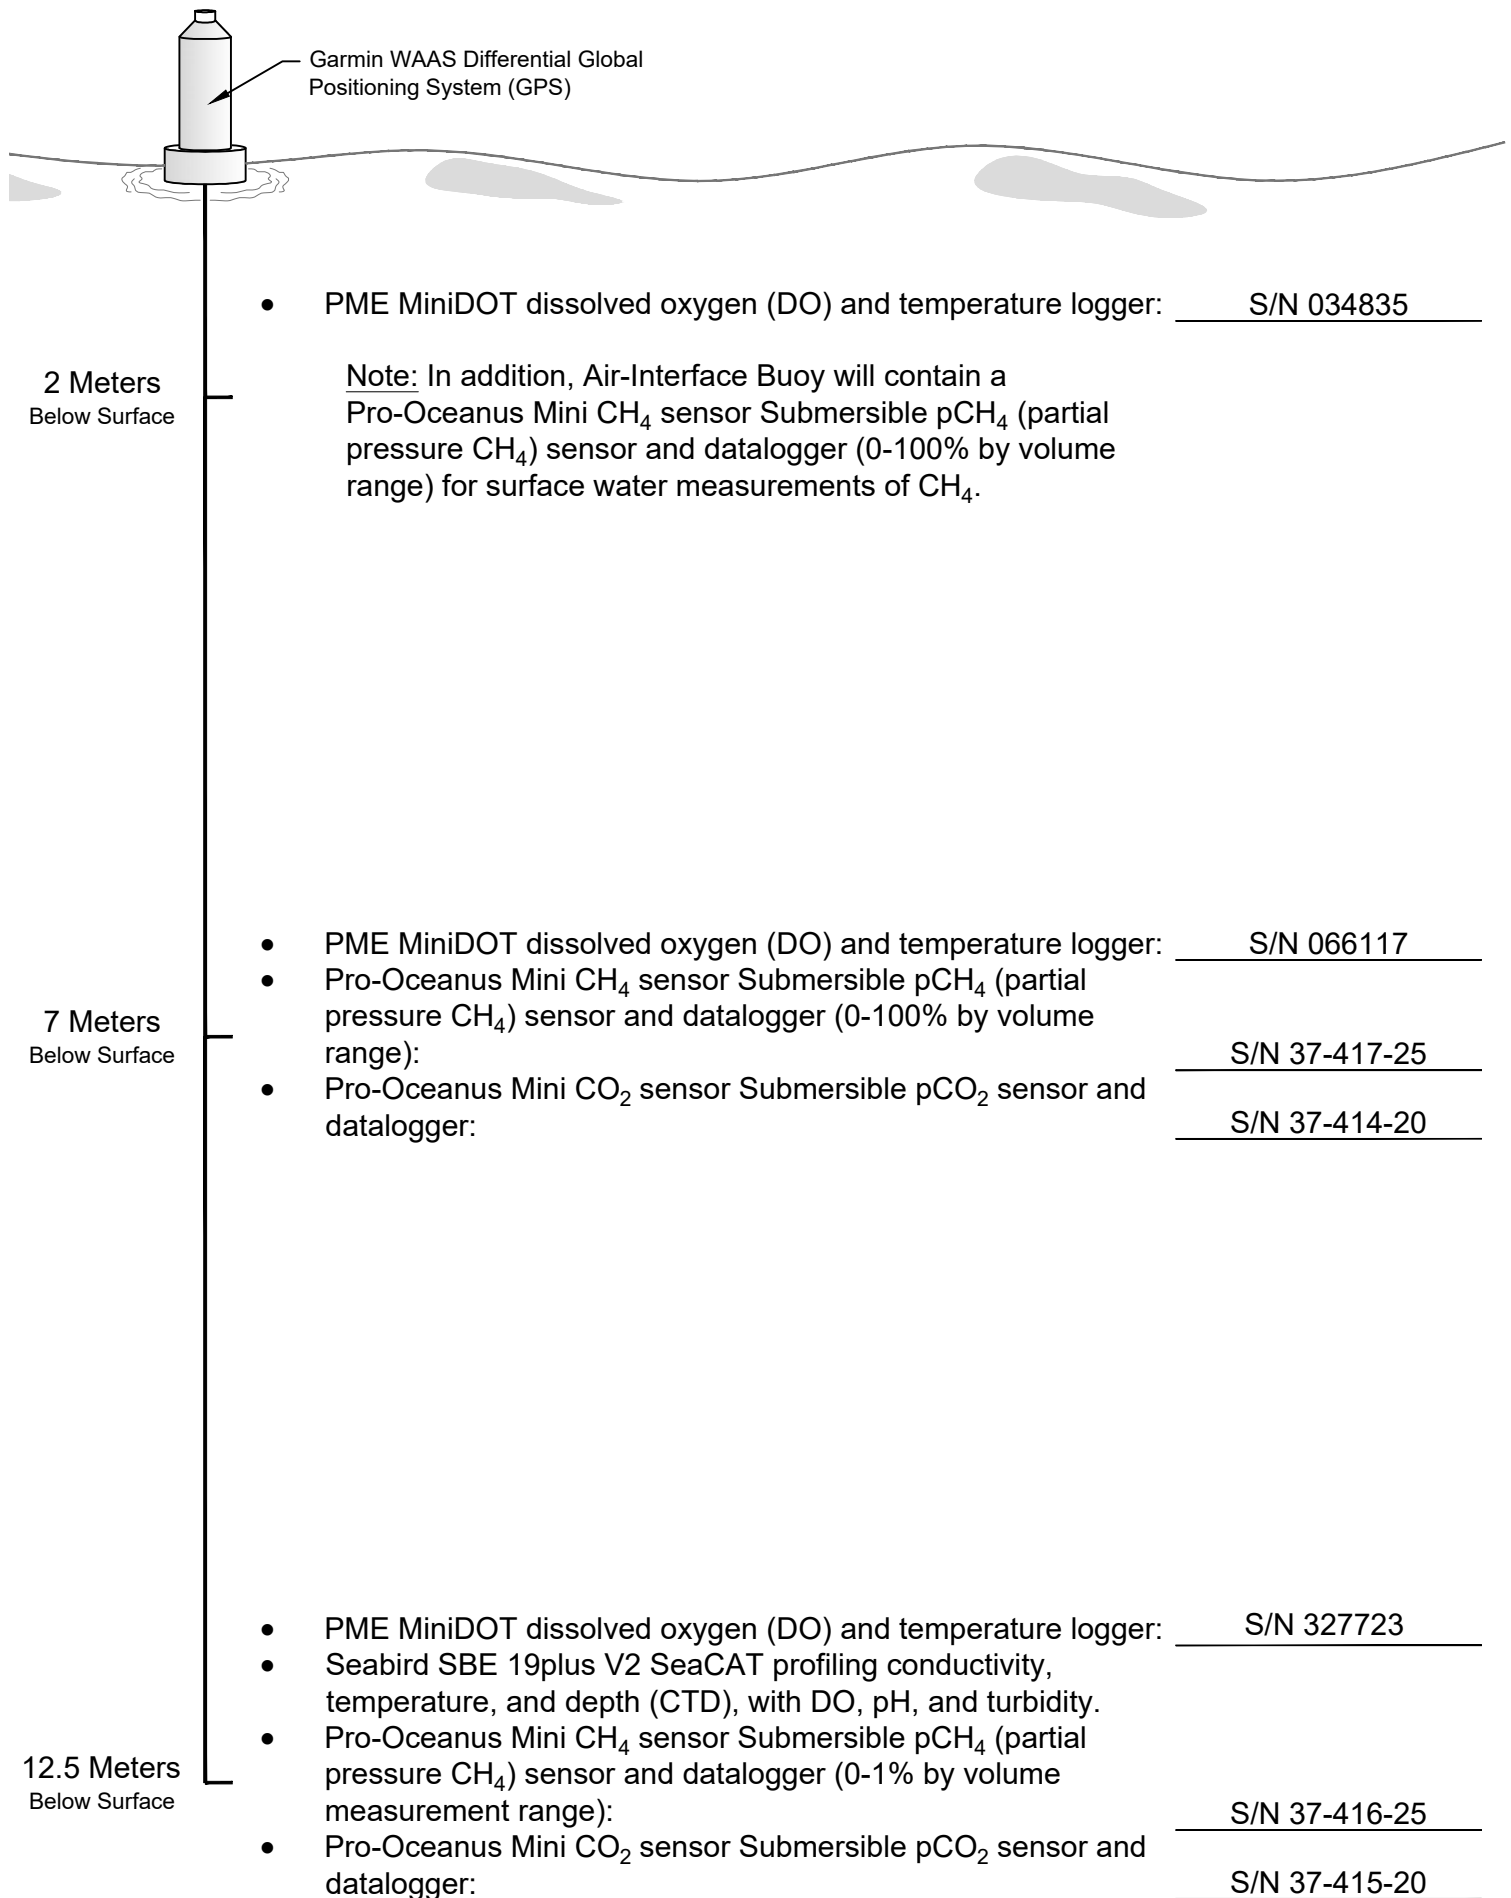 Garmin WAAS Differential Global
Positioning System (GPS)
• PME MiniDOT dissolved oxygen (DO) and temperature logger: S/N 034835
2 Meters
Below Surface
Note: In addition, Air-Interface Buoy will contain a
Pro-Oceanus Mini CH₄ sensor Submersible pCH₄ (partial
pressure CH₄) sensor and datalogger (0-100% by volume
range) for surface water measurements of CH₄.
• PME MiniDOT dissolved oxygen (DO) and temperature logger: S/N 066117
• Pro-Oceanus Mini CH₄ sensor Submersible pCH₄ (partial
pressure CH₄) sensor and datalogger (0-100% by volume
range): S/N 37-417-25
7 Meters
Below Surface
• Pro-Oceanus Mini CO₂ sensor Submersible pCO₂ sensor and
datalogger: S/N 37-414-20
• PME MiniDOT dissolved oxygen (DO) and temperature logger: S/N 327723
• Seabird SBE 19plus V2 SeaCAT profiling conductivity,
temperature, and depth (CTD), with DO, pH, and turbidity.
• Pro-Oceanus Mini CH₄ sensor Submersible pCH₄ (partial
pressure CH₄) sensor and datalogger (0-1% by volume
measurement range): S/N 37-416-25
12.5 Meters
Below Surface
• Pro-Oceanus Mini CO₂ sensor Submersible pCO₂ sensor and
datalogger: S/N 37-415-20